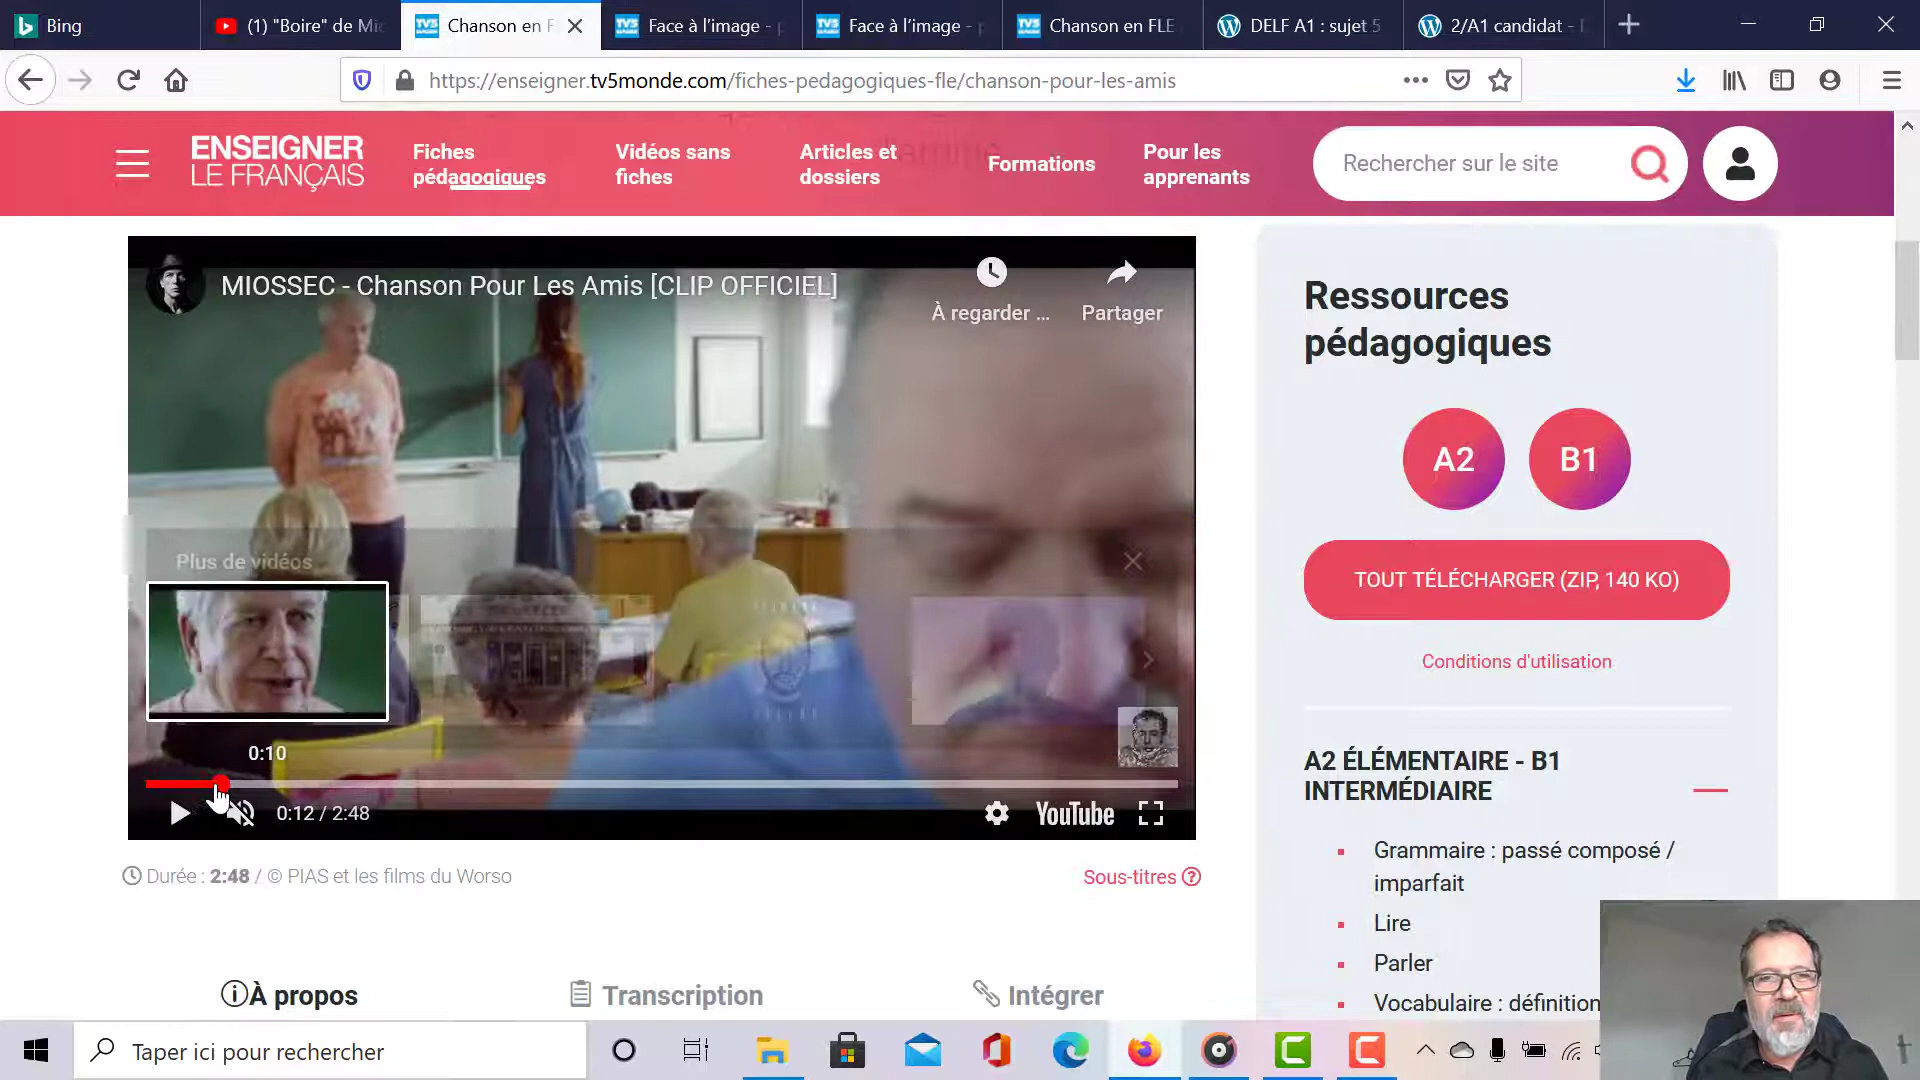 Bing
(1) "Boire" de Mio
Chanson en F
Face à l'image - p
Face à l'image - p
Chanson en FLE
DELF A1 : sujet 5
2/A1 candidat -
https://enseigner.tv5monde.com/fiches-pedagogiques-fle/chanson-pour-les-amis
ENSEIGNER
LE FRANÇAIS
Fiches
pédagogiques
Vidéos sans
fiches
Articles et
dossiers
Formations
Pour les
apprenants
Rechercher sur le site
MIOSSEC - Chanson Pour Les Amis [CLIP OFFICIEL]
À regarder ...
Partager
Plus de vidéos
0:10
0:12 / 2:48
YouTube
Durée : 2:48 / © PIAS et les films du Worso
Sous-titres
À propos
Transcription
Intégrer
Ressources
pédagogiques
A2
B1
TOUT TÉLÉCHARGER (ZIP, 140 KO)
Conditions d'utilisation
A2 ÉLÉMENTAIRE - B1
INTERMÉDIAIRE
Grammaire : passé composé /
imparfait
Lire
Parler
Vocabulaire : définition
Taper ici pour rechercher